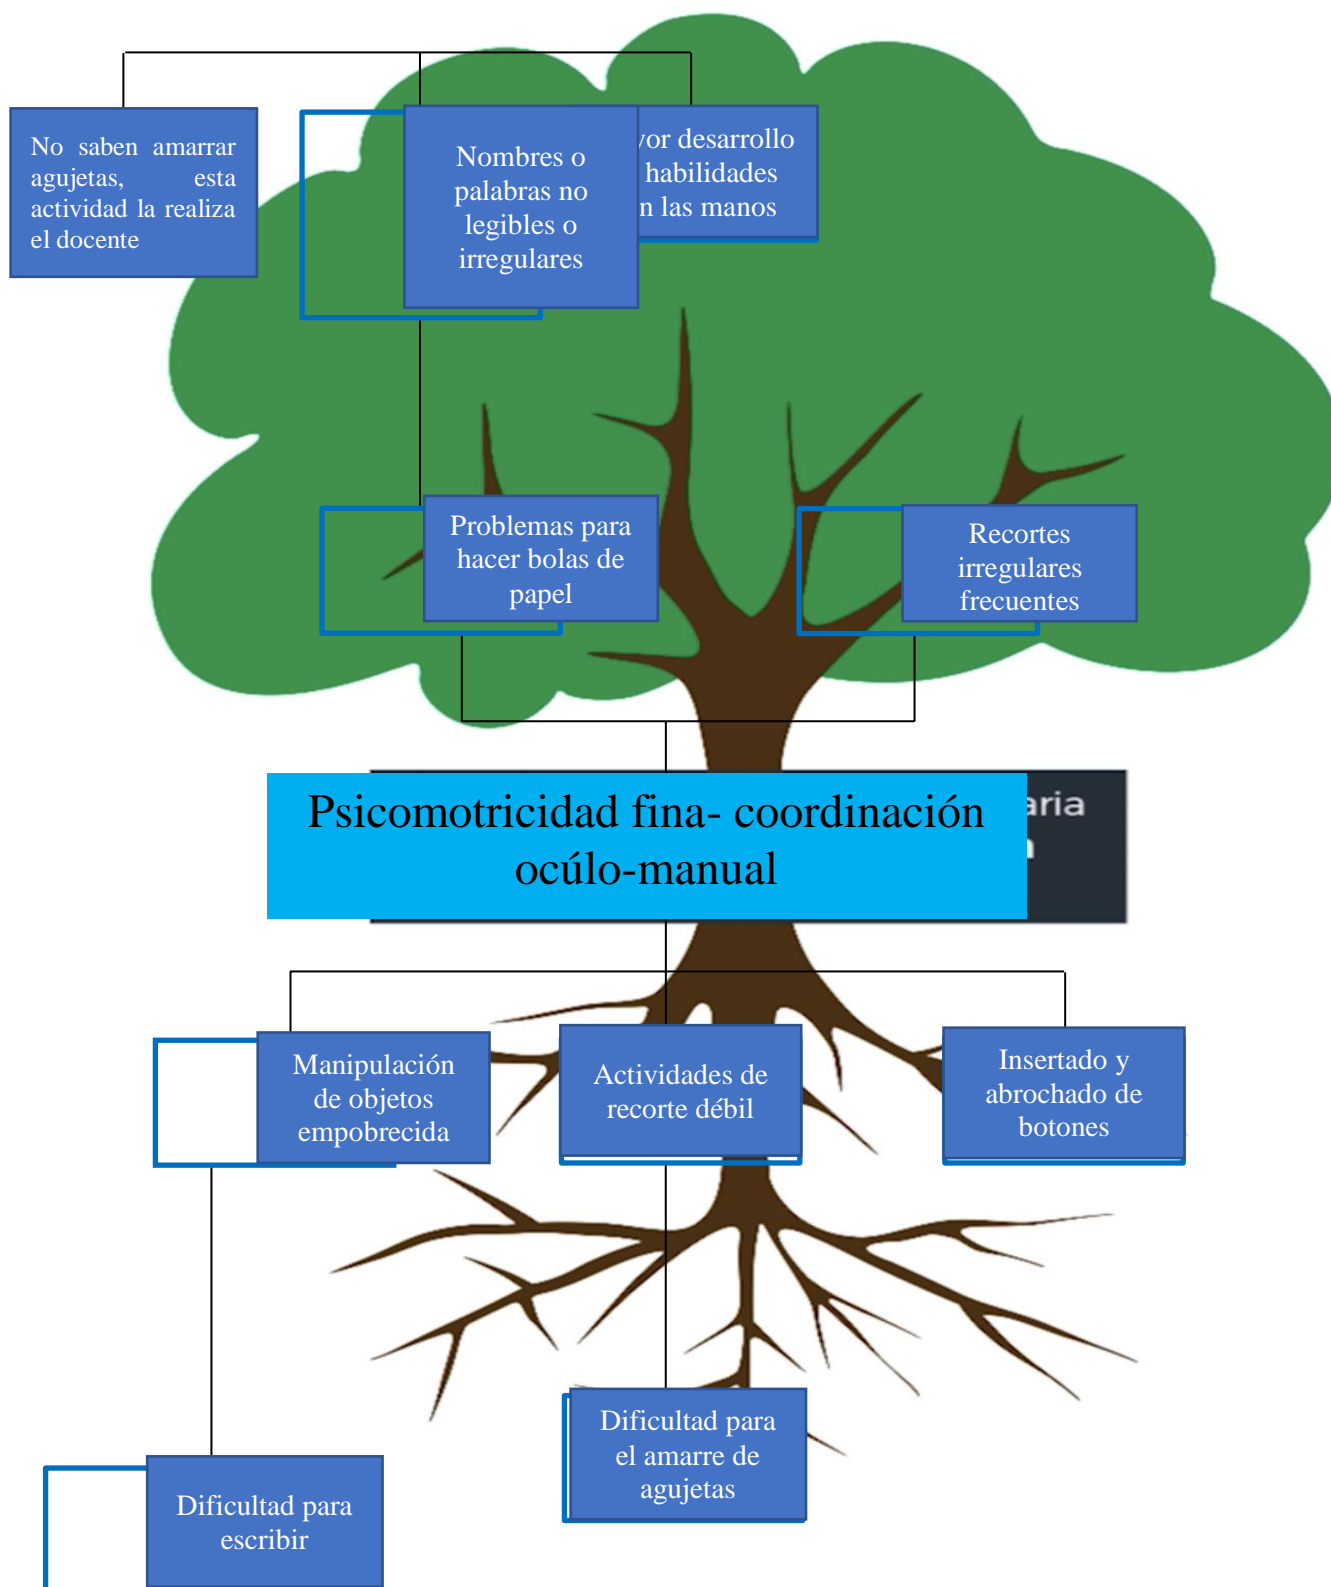 No saben amarrar
agujetas, esta
actividad la realiza
el docente
Nombres o
palabras no
legibles o
irregulares
desarrollo
habilidades
las manos
Problemas para
hacer bolas de
papel
Recortes
irregulares
frecuentes
Psicomotricidad fina- coordinación
ocúlo-manual
Manipulación
de objetos
empobrecida
Actividades de
recorte débil
Insertado y
abrochado de
botones
Dificultad para
el amarre de
agujetas
Dificultad para
escribir